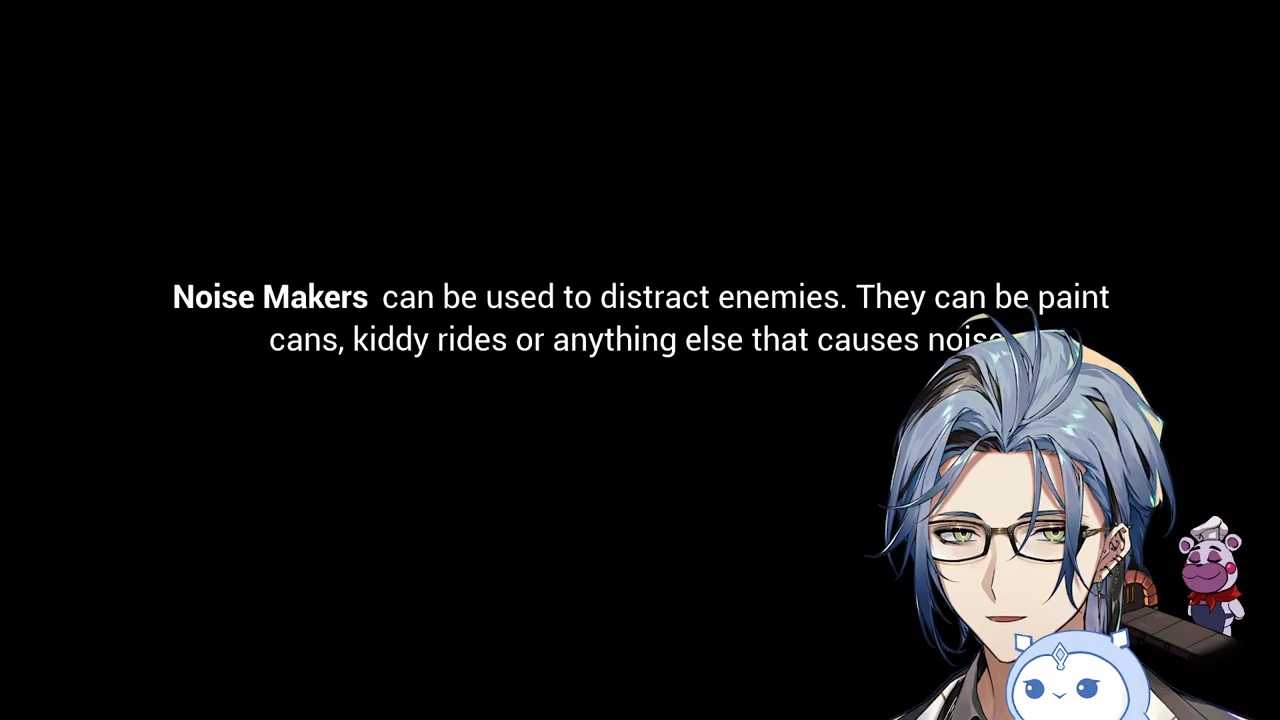 Noise Makers can be used to distract enemies. They can be paint
cans, kiddy rides or anything else that causes noise